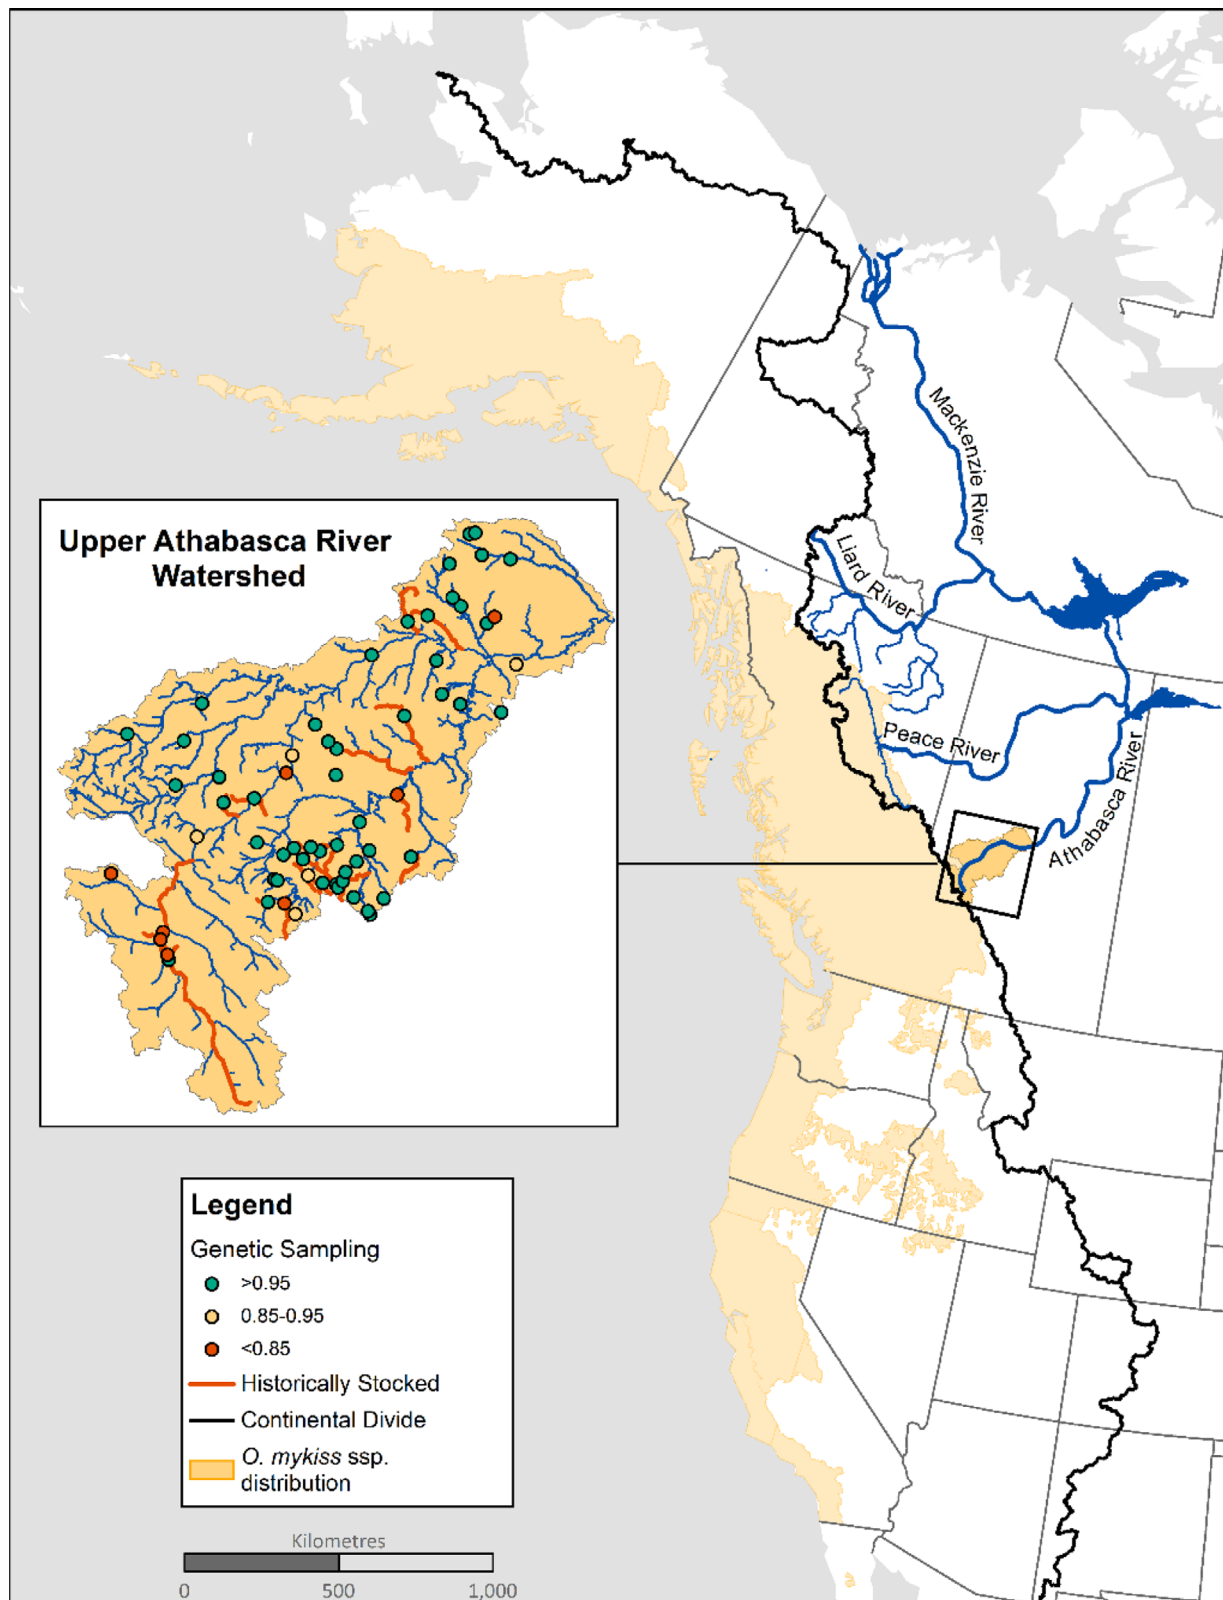 Mackenzie River
Liard River
Peace River
Athabasca River
Upper Athabasca River
Watershed
Legend
Genetic Sampling
>0.95
0.85-0.95
<0.85
Historically Stocked
Continental Divide
O. mykiss ssp.
distribution
Kilometres
0 500 1,000